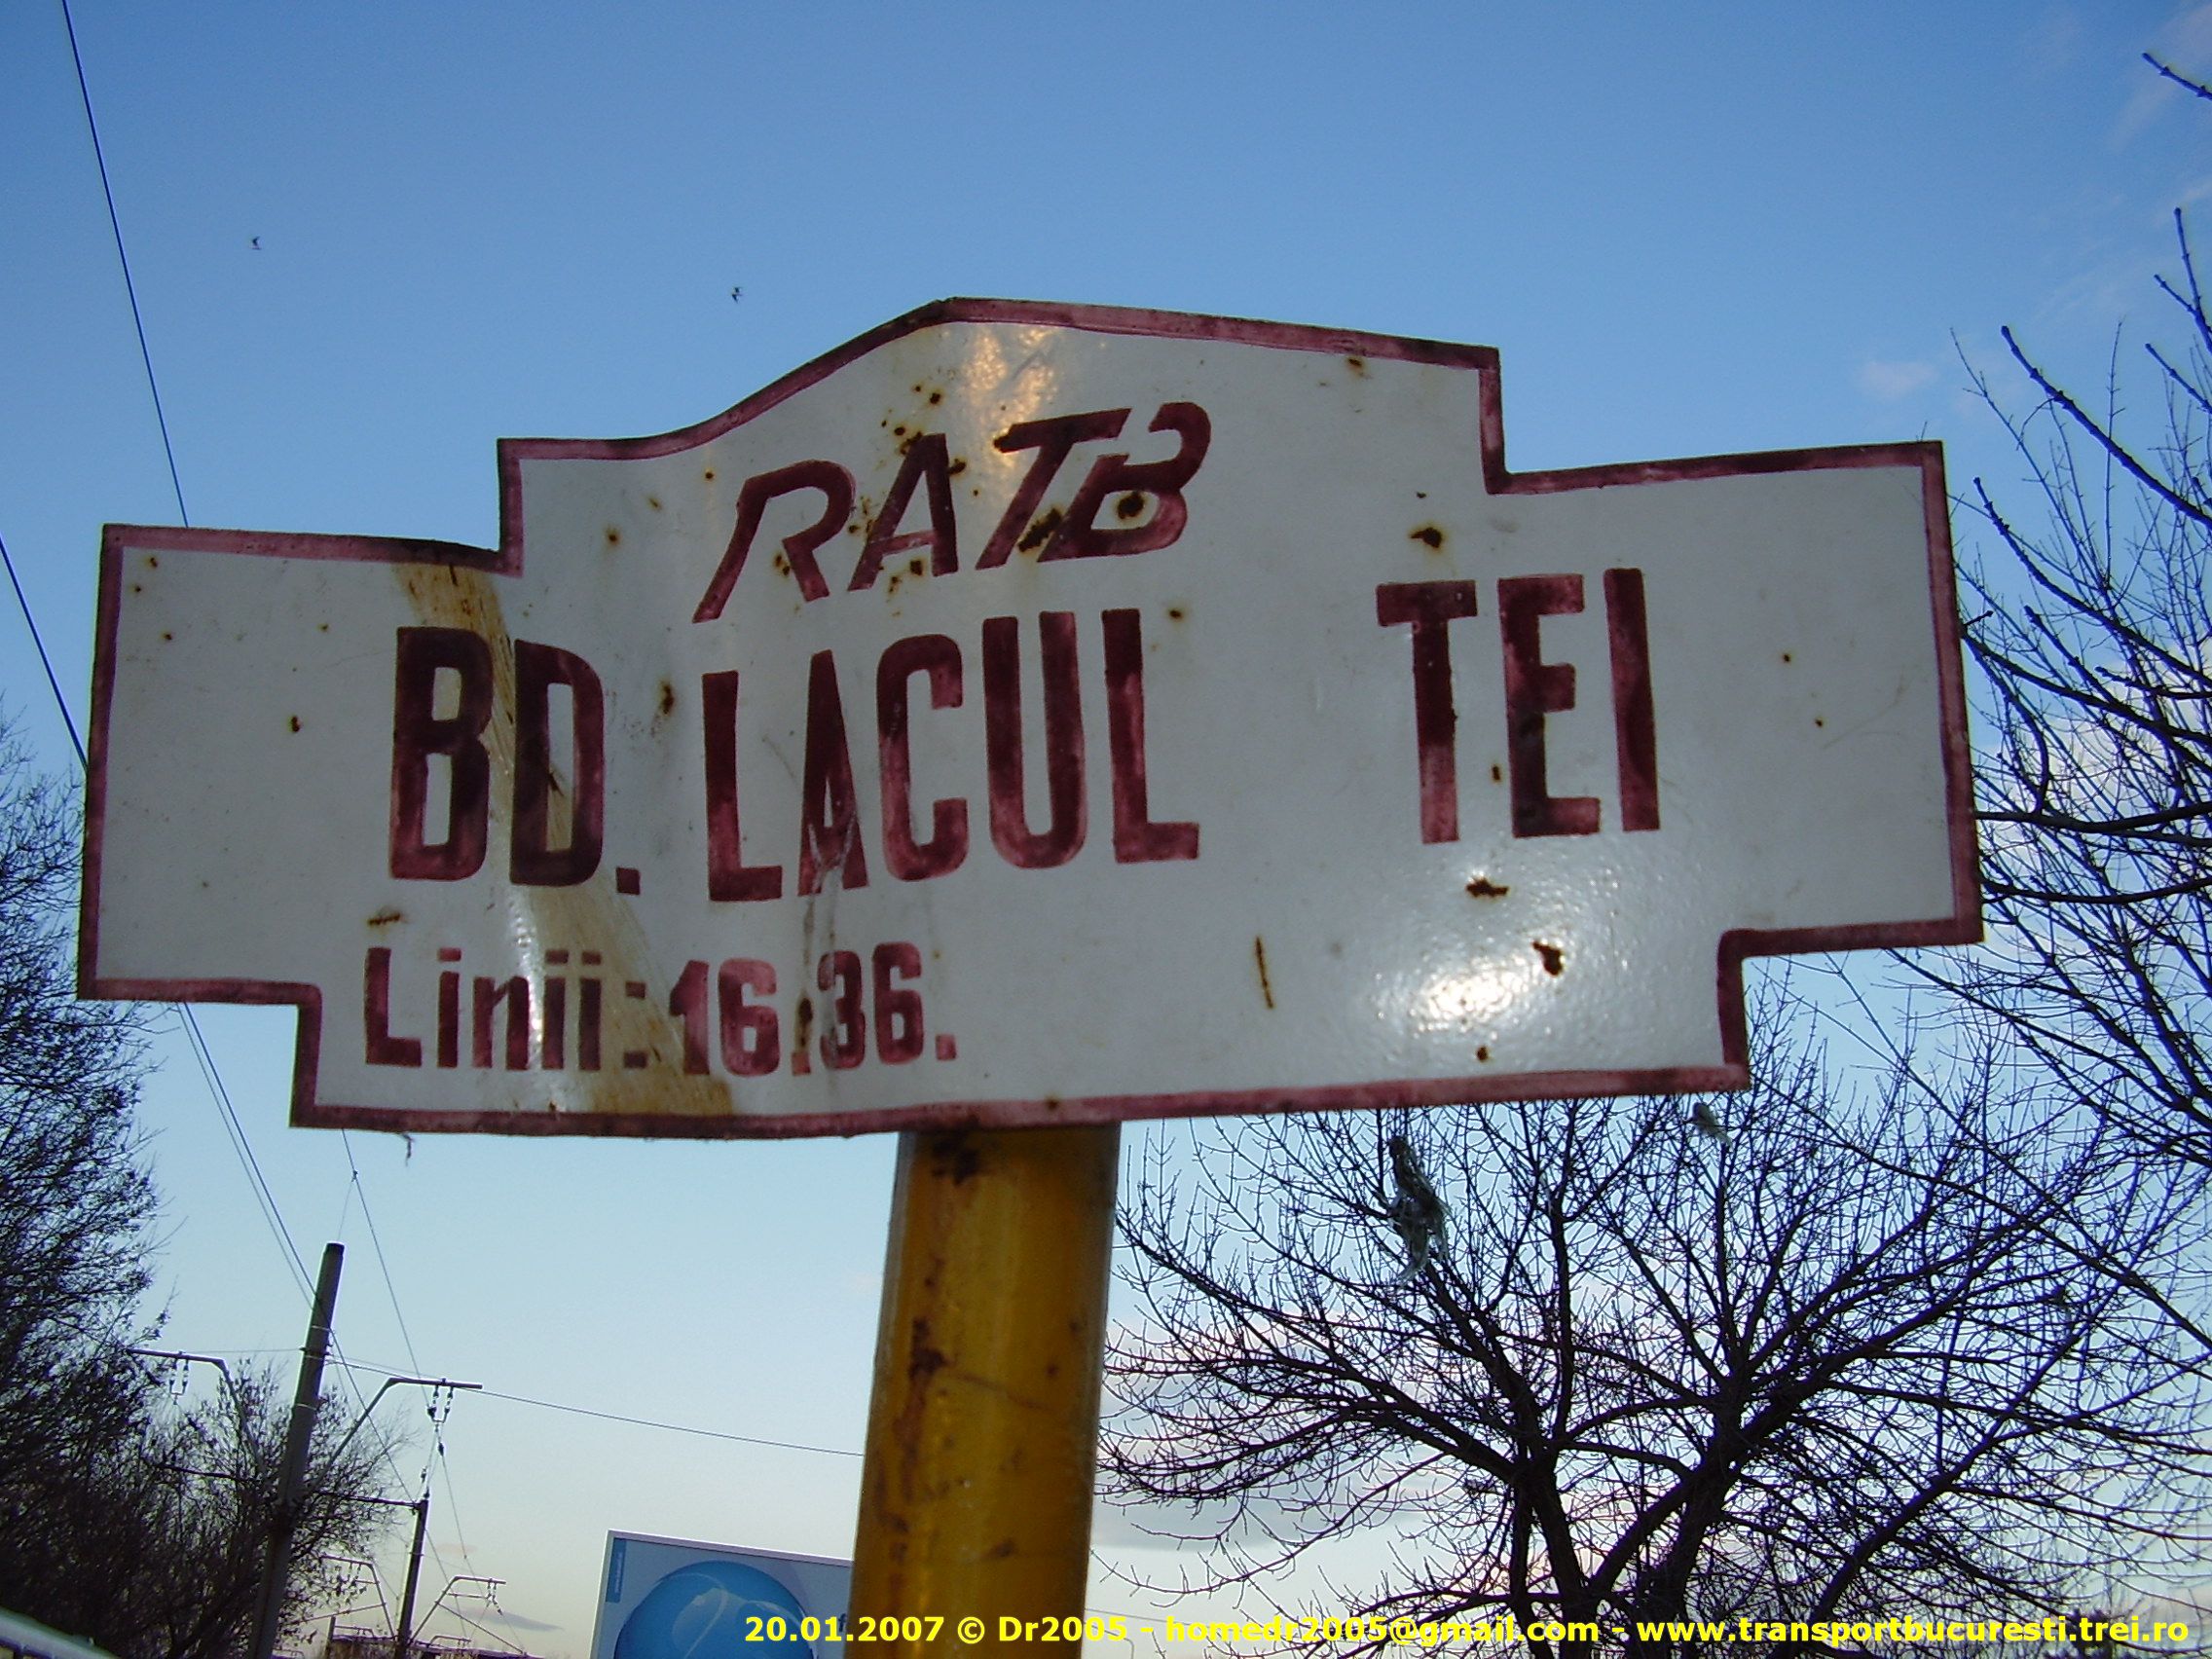 RATB
BD. LACUL TEI
Linii: 16.36.
20.01.2007 © Dr2005 - homedr2005@gmail.com - www.transportbucuresti.trei.ro